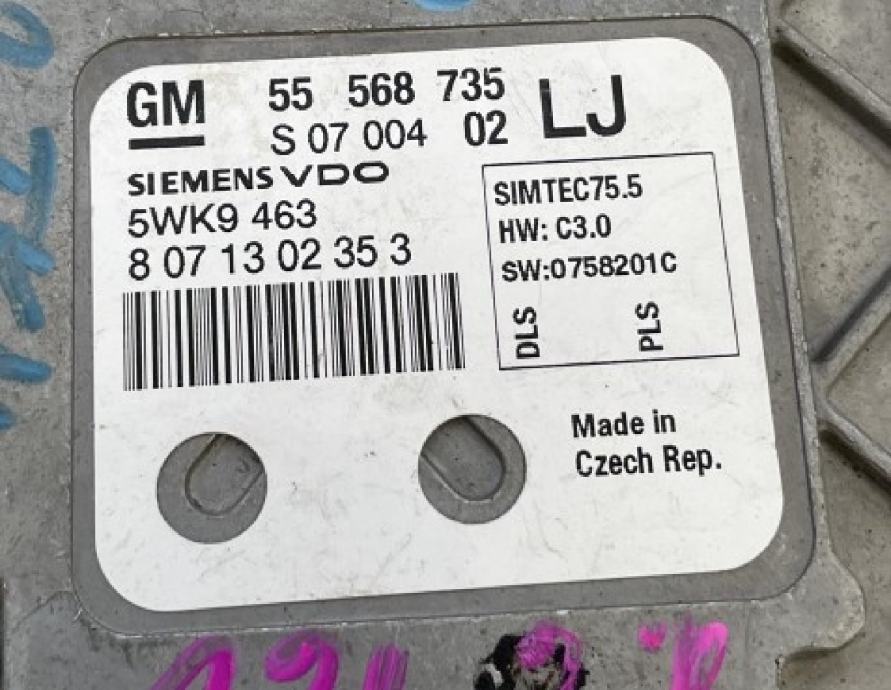 GM 55 568 735 LJ
S 07 004 02
SIEMENS VDO
5WK9 463
8 07 13 02 35 3
SIMTEC75.5
HW: C3.0
SW:0758201C
DLS PLS
Made in
Czech Rep.